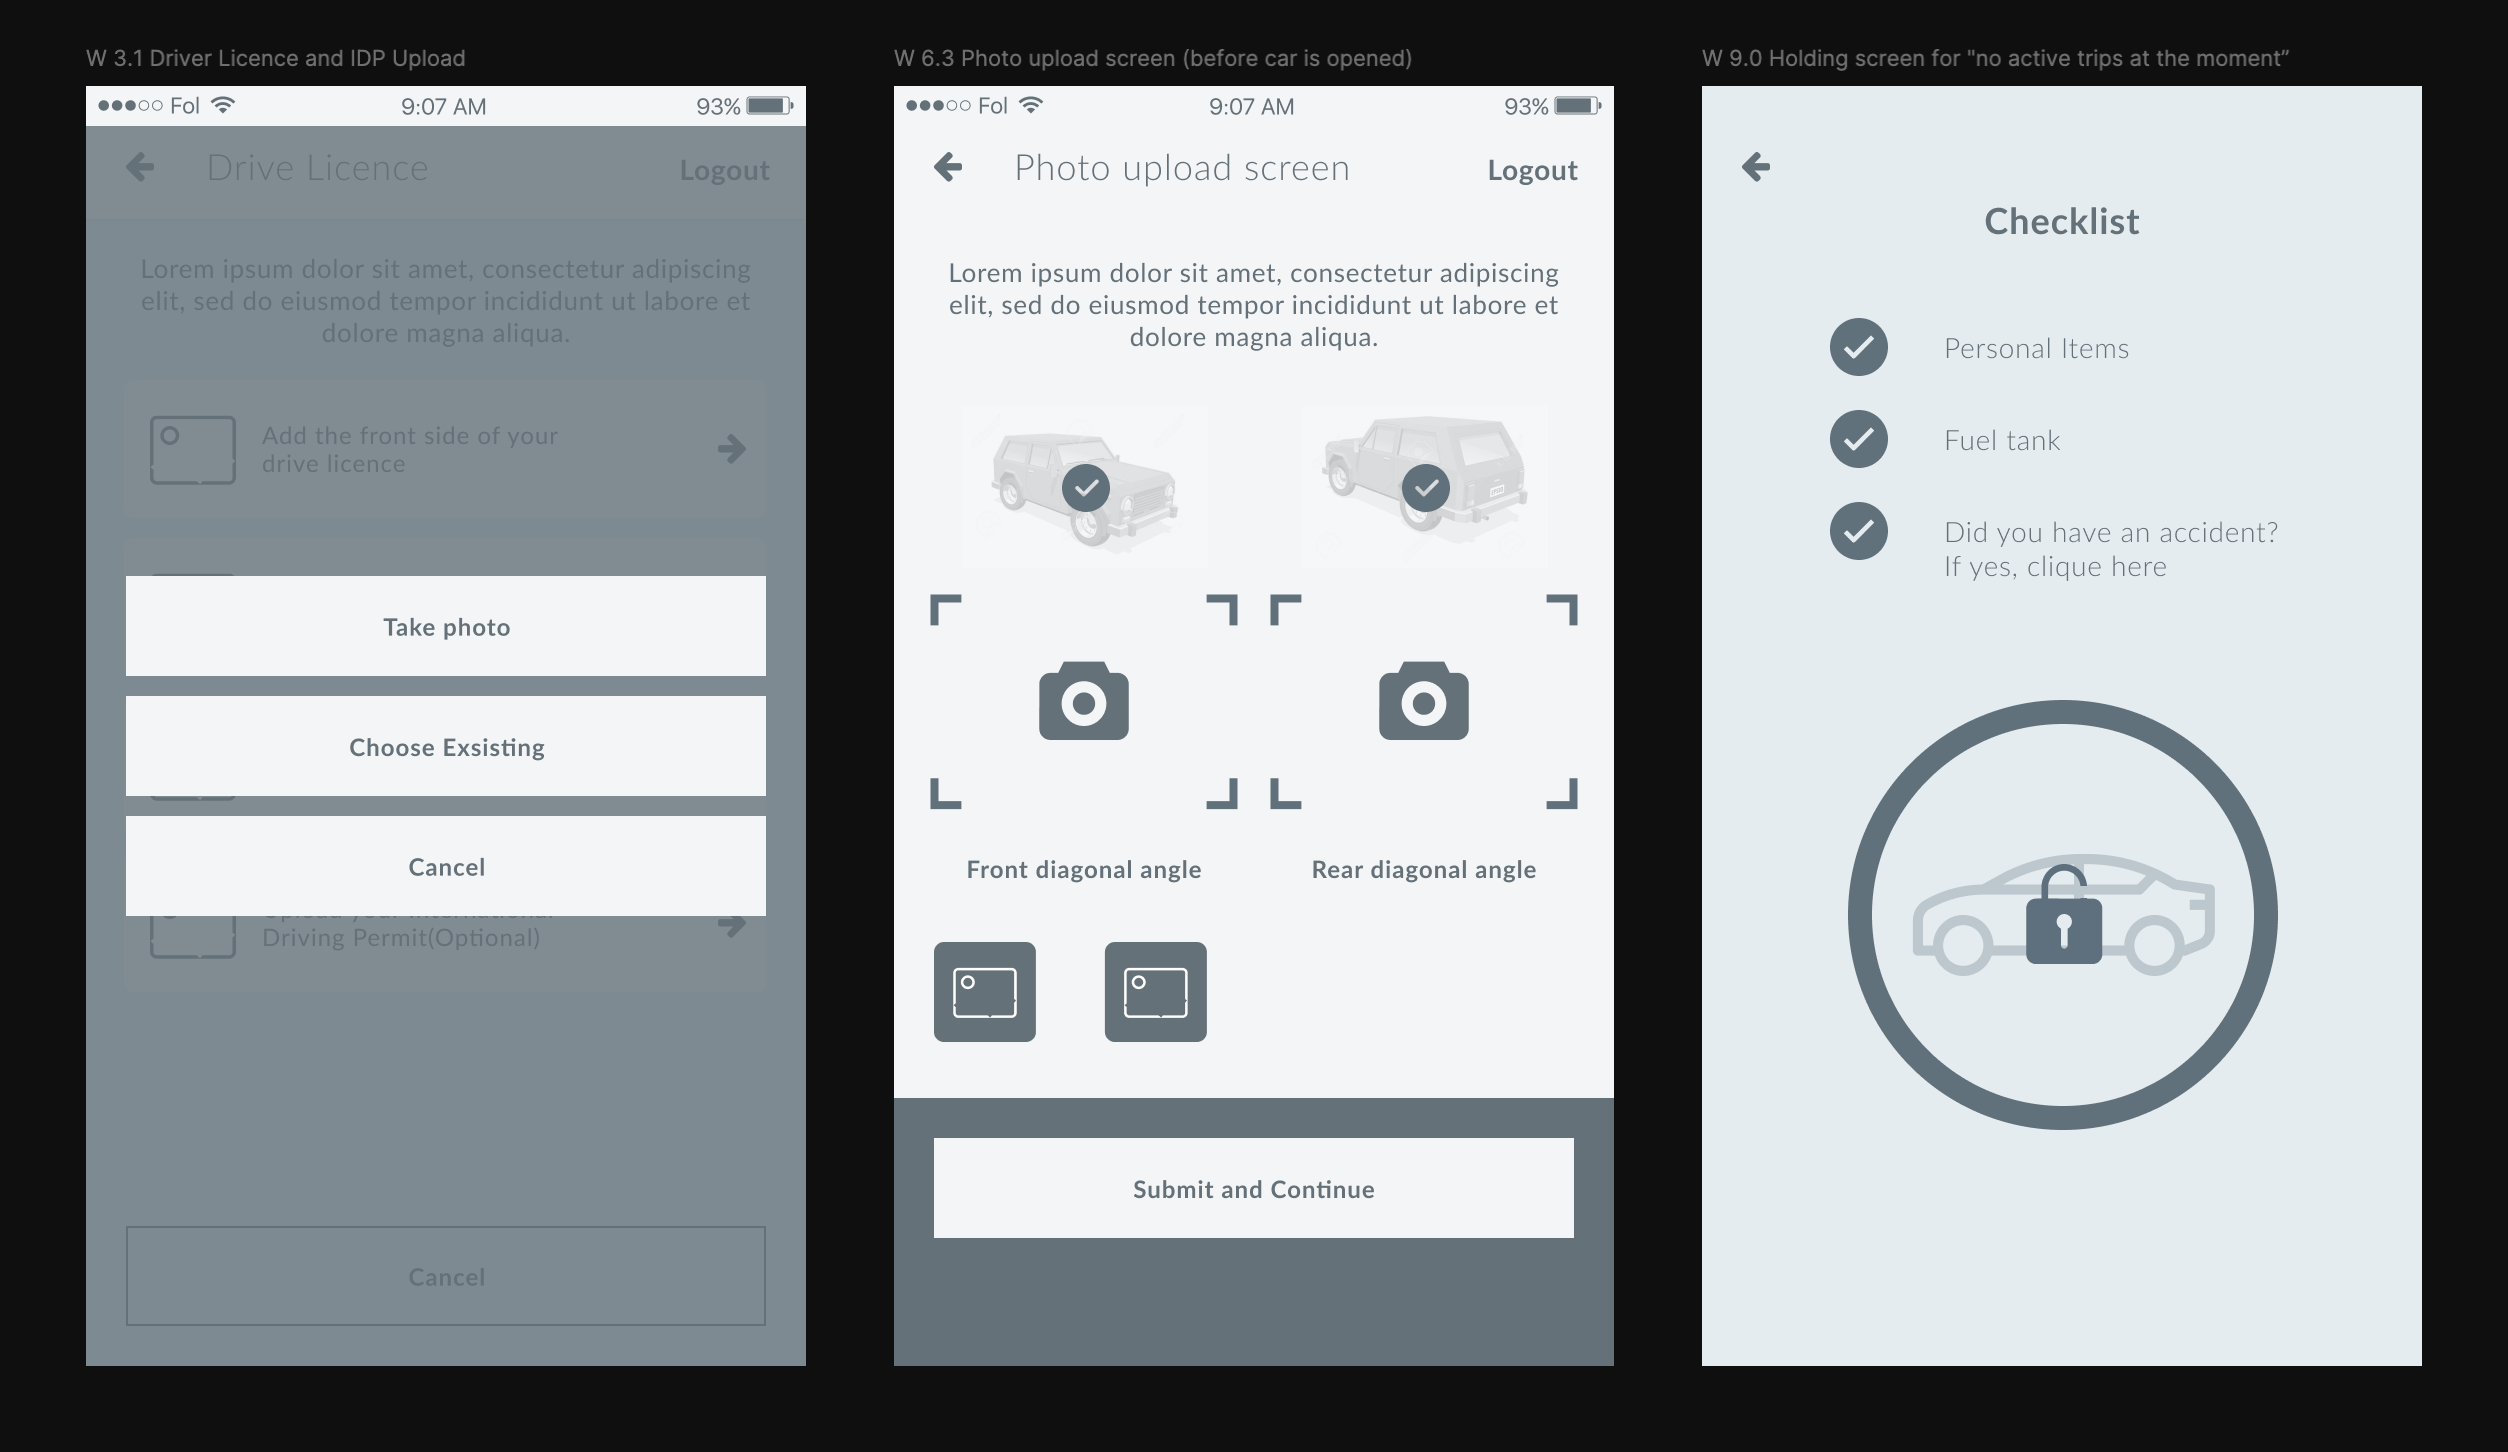 W 3.1 Driver Licence and IDP Upload
Fol
9:07 AM
93%
Drive Licence
Logout
Lorem ipsum dolor sit amet, consectetur adipiscing
elit, sed do eiusmod tempor incididunt ut labore et
dolore magna aliqua.
Add the front side of your
drive licence
Take photo
Choose Exsisting
Cancel
Upload your International
Driving Permit(Optional)
Cancel
W 6.3 Photo upload screen (before car is opened)
Fol
9:07 AM
93%
Photo upload screen
Logout
Lorem ipsum dolor sit amet, consectetur adipiscing
elit, sed do eiusmod tempor incididunt ut labore et
dolore magna aliqua.
Front diagonal angle
Rear diagonal angle
Submit and Continue
W 9.0 Holding screen for "no active trips at the moment”
Checklist
Personal Items
Fuel tank
Did you have an accident?
If yes, clique here